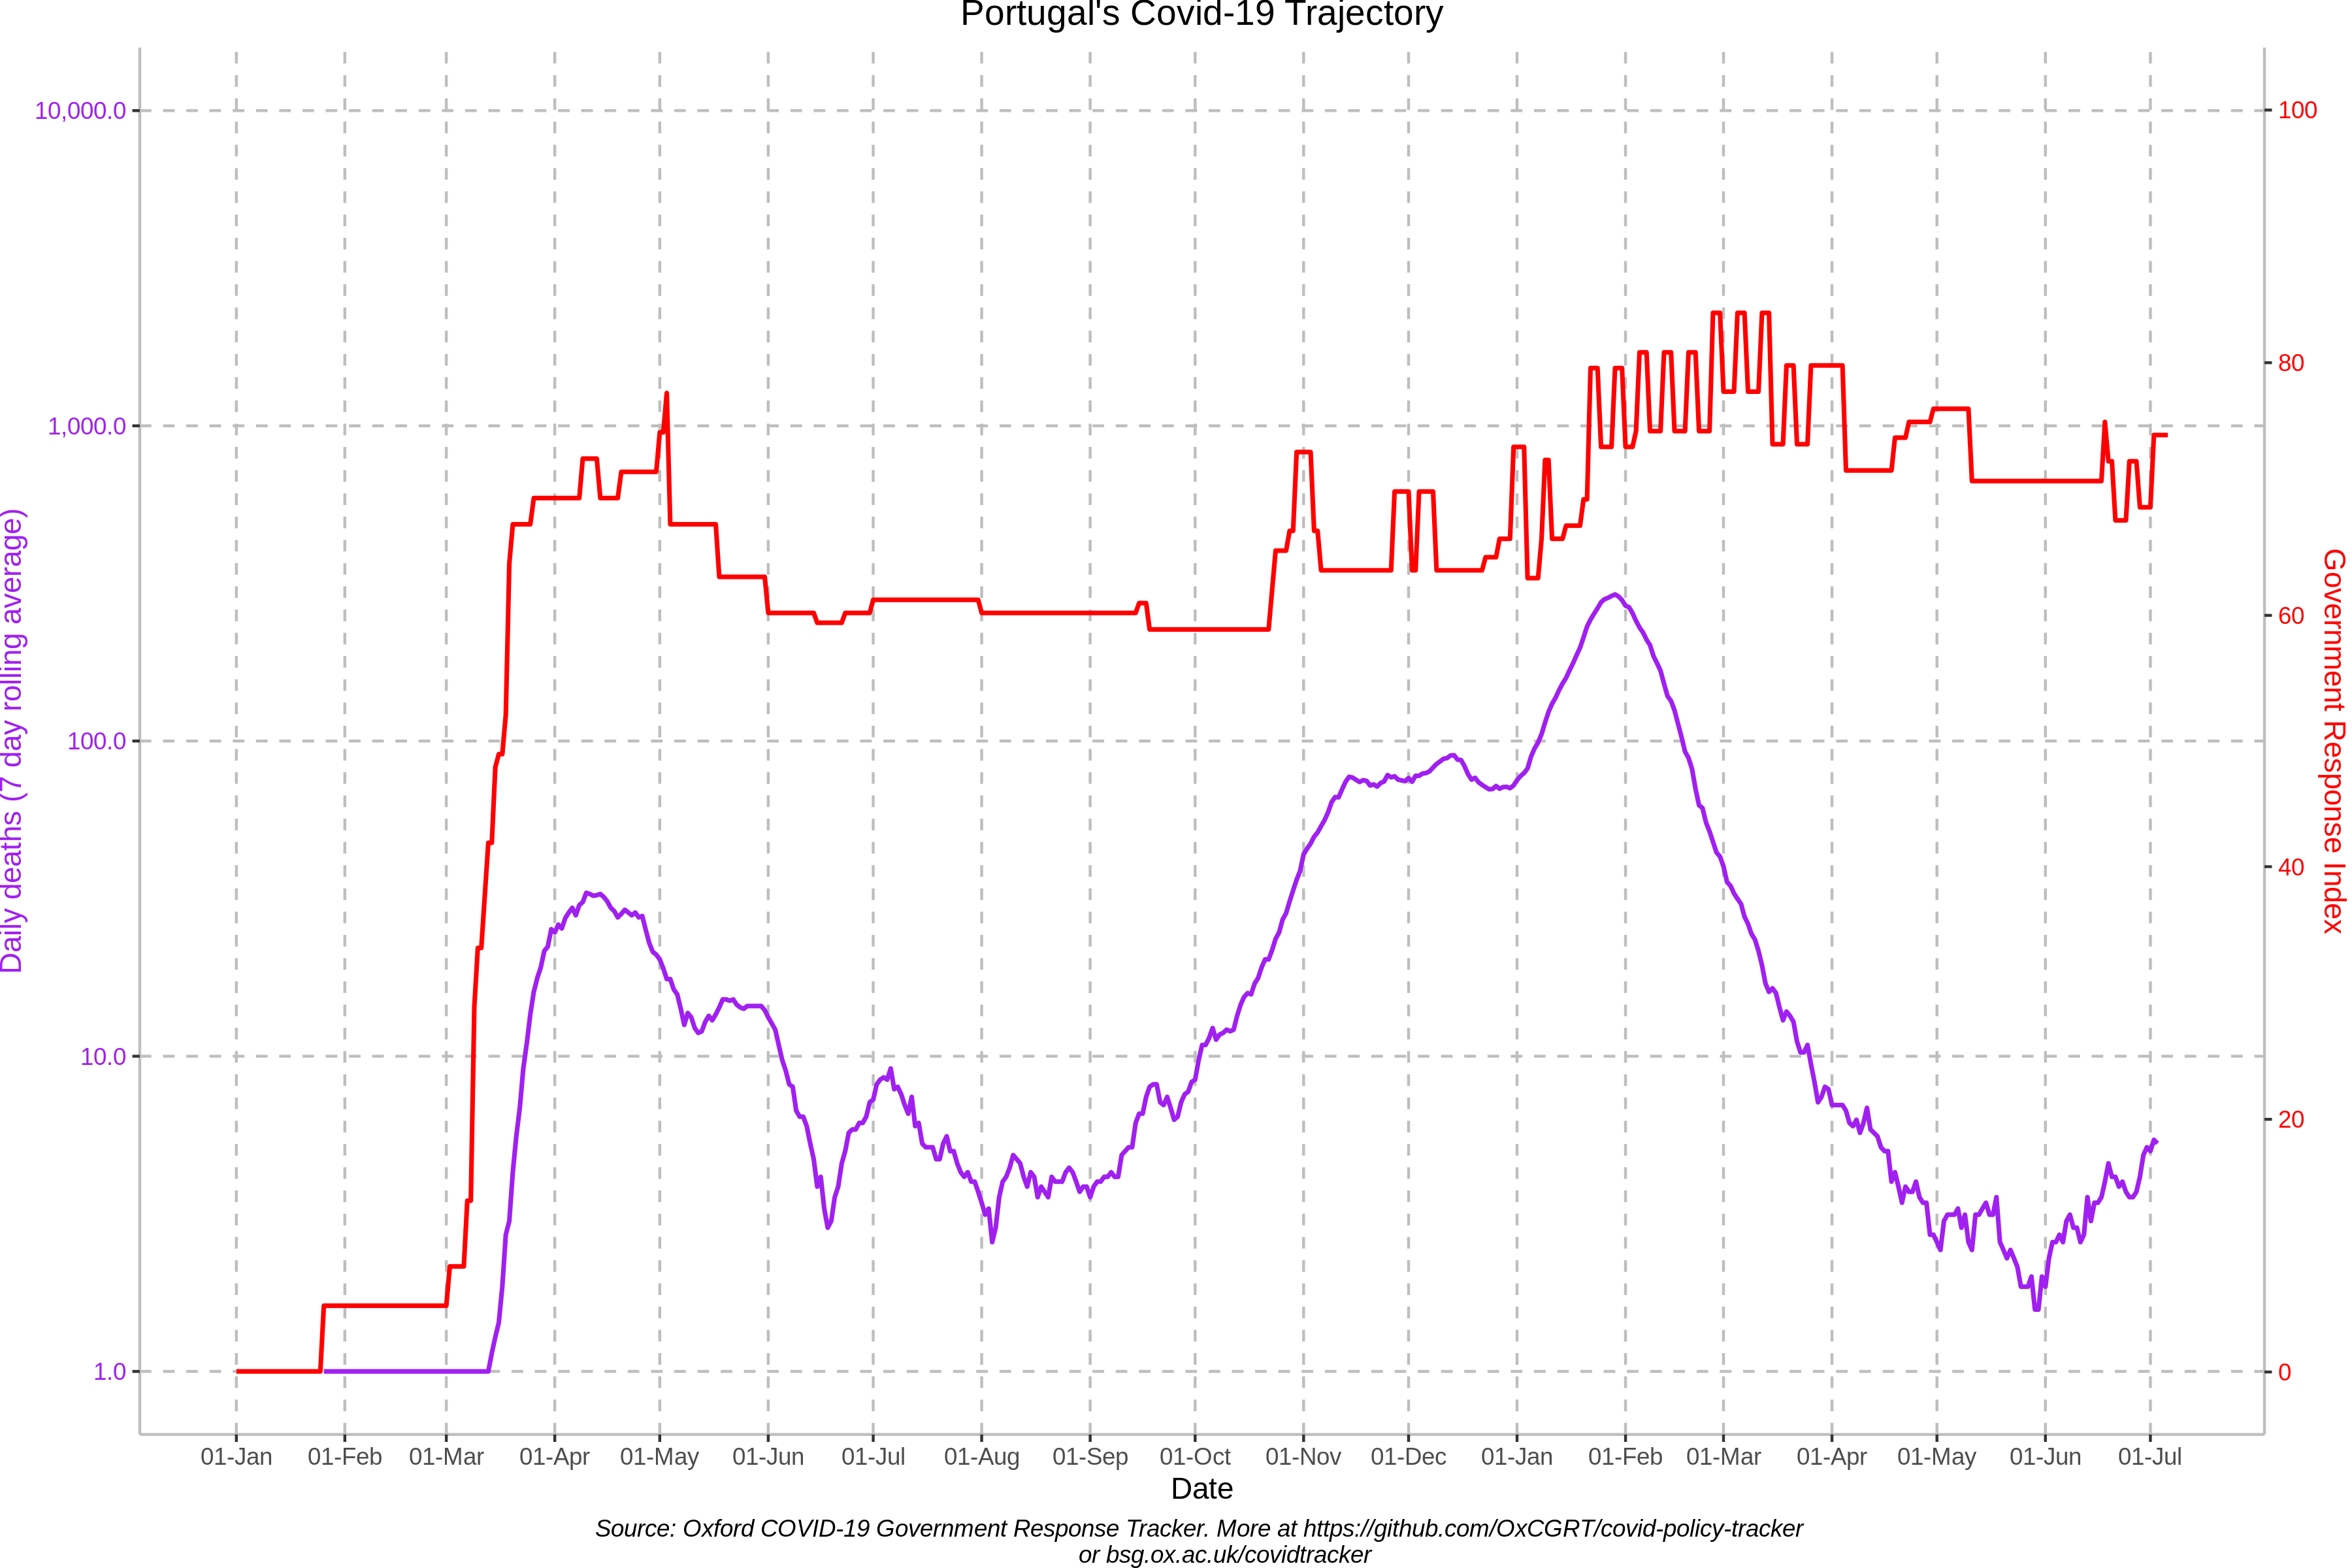 Portugal's Covid-19 Trajectory
10,000.0
1,000.0
100.0
10.0
1.0
Daily deaths (7 day rolling average)
100
80
60
40
20
0
Government Response Index
01-Jan 01-Feb 01-Mar 01-Apr 01-May 01-Jun 01-Jul 01-Aug 01-Sep 01-Oct 01-Nov 01-Dec 01-Jan 01-Feb 01-Mar 01-Apr 01-May 01-Jun 01-Jul
Date
Source: Oxford COVID-19 Government Response Tracker. More at https://github.com/OxCGRT/covid-policy-tracker
or bsg.ox.ac.uk/covidtracker